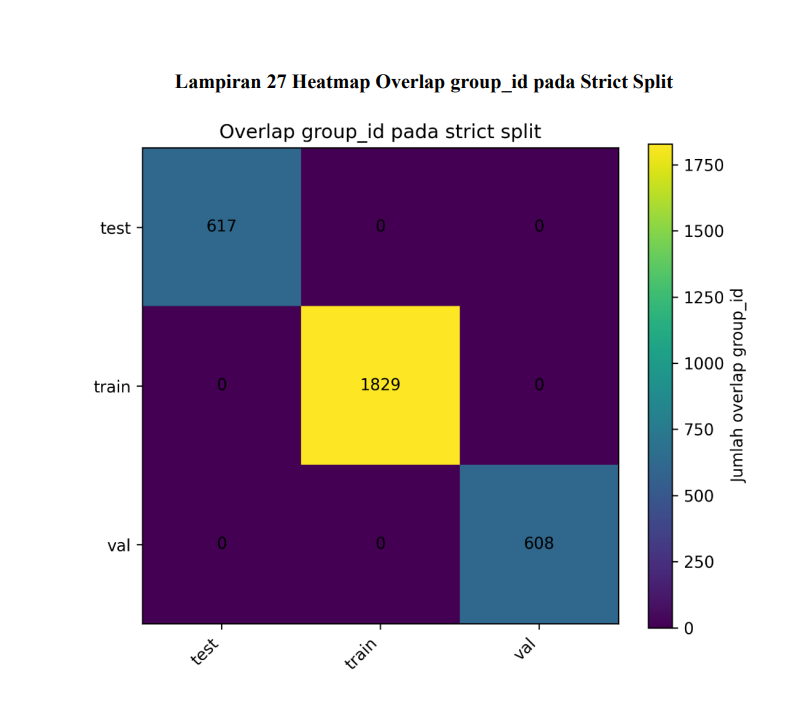 Lampiran 27 Heatmap Overlap group_id pada Strict Split
Overlap group_id pada strict split
test
617
0
0
train
0
1829
0
val
0
0
608
test
train
val
1750
1500
1250
1000
750
500
250
0
Jumlah overlap group_id